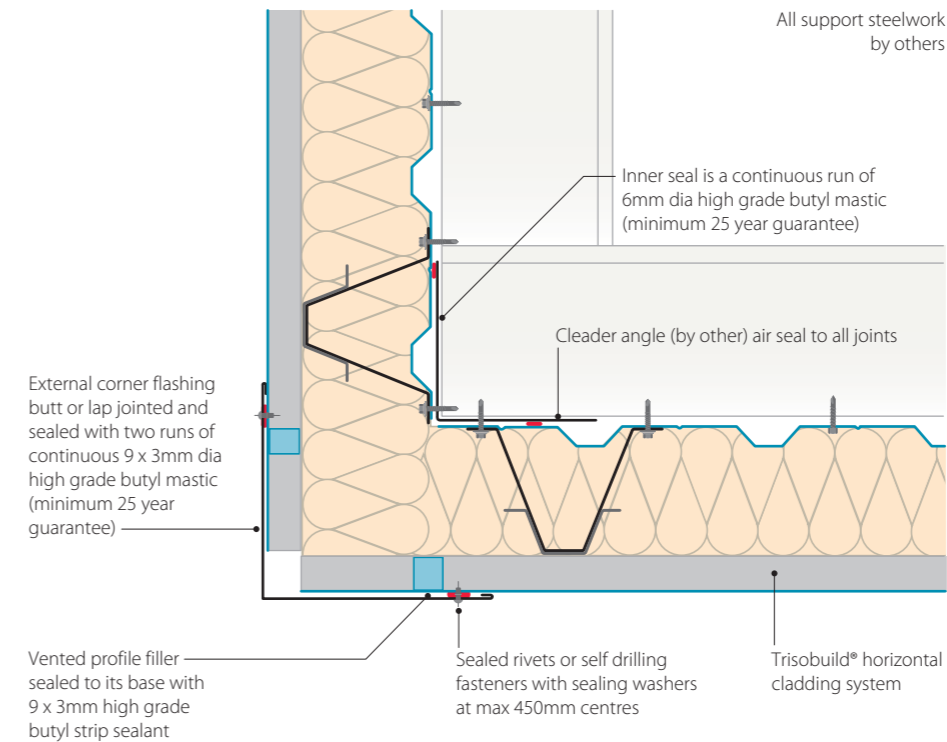 All support steelwork
by others
Inner seal is a continuous run of
6mm dia high grade butyl mastic
(minimum 25 year guarantee)
Cleader angle (by other) air seal to all joints
External corner flashing
butt or lap jointed and
sealed with two runs of
continuous 9 x 3mm dia
high grade butyl mastic
(minimum 25 year
guarantee)
Vented profile filler
sealed to its base with
9 x 3mm high grade
butyl strip sealant
Sealed rivets or self drilling
fasteners with sealing washers
at max 450mm centres
Trisobuild® horizontal
cladding system